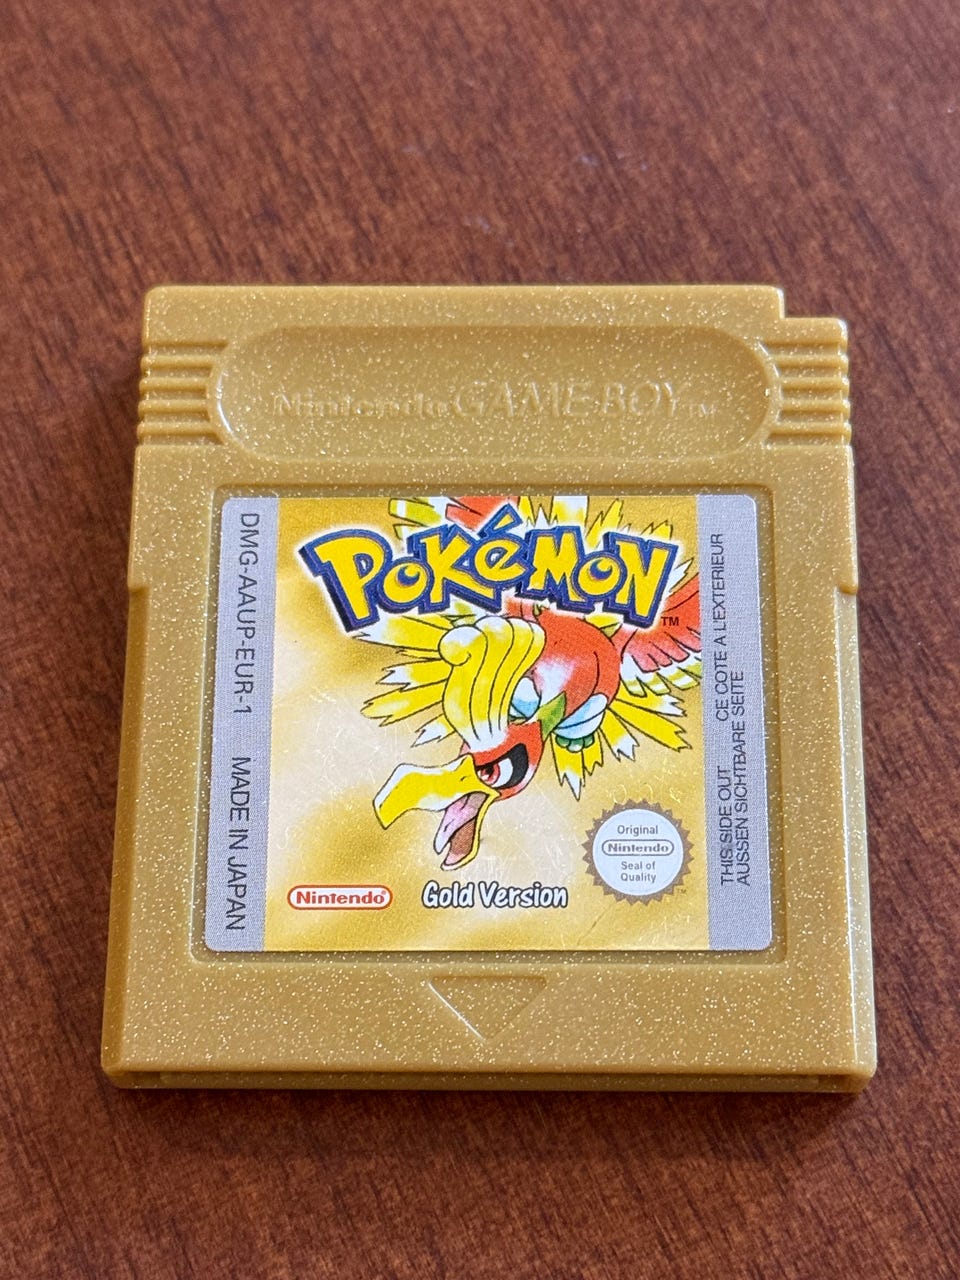 Nintendo GAME BOY™
POKéMON
TM
DMG-AAUP-EUR-1 MADE IN JAPAN
THIS SIDE OUT CE COTE A L'EXTERIEUR
AUSSEN SICHTBARE SEITE
Original
Nintendo
Seal of
Quality
TM
Nintendo®
Gold Version